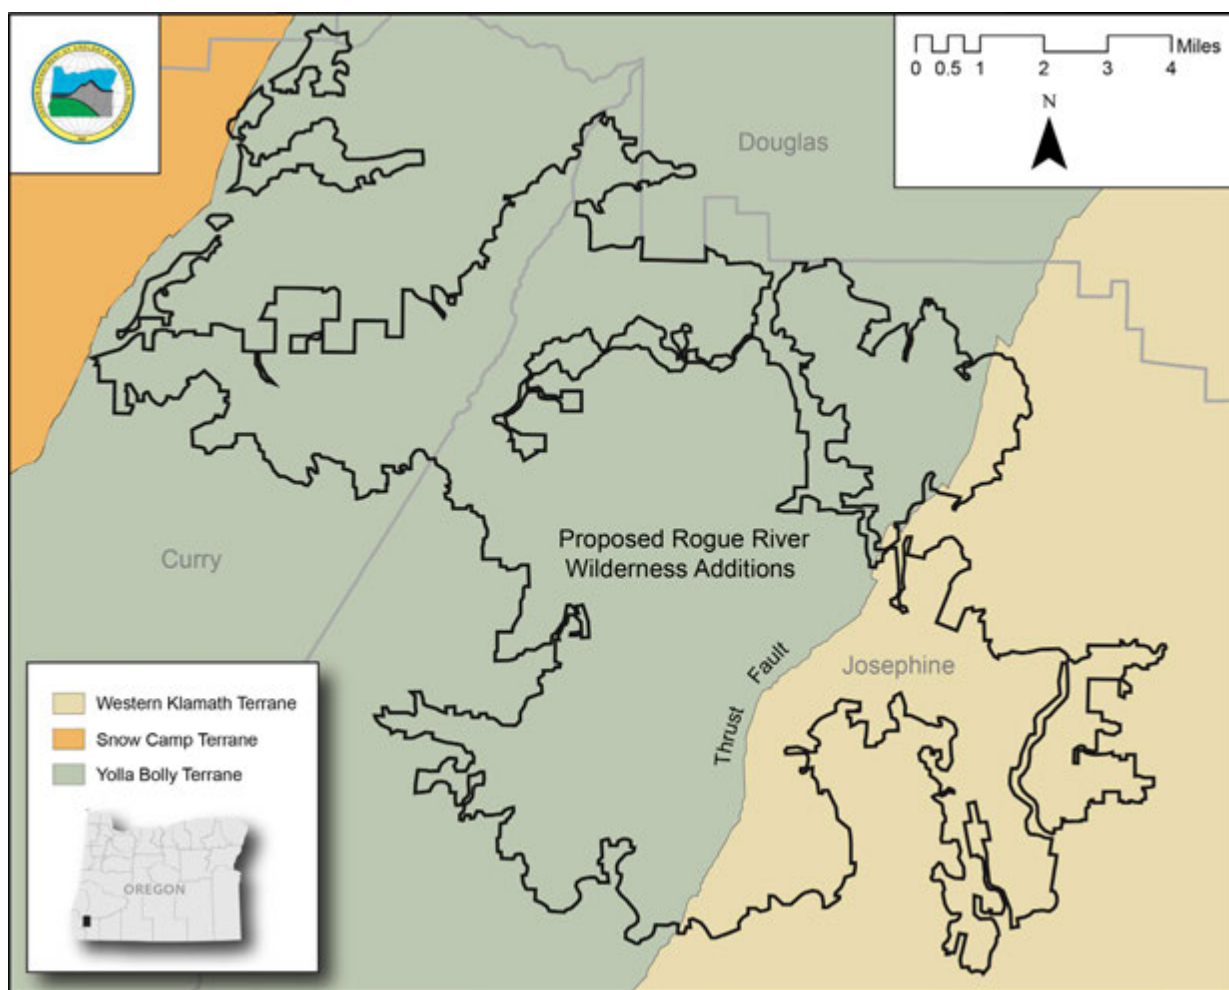 Miles
0 0.5 1 2 3 4
N
Douglas
Proposed Rogue River
Wilderness Additions
Curry
Josephine
Thrust Fault
Western Klamath Terrane
Snow Camp Terrane
Yolla Bolly Terrane
OREGON